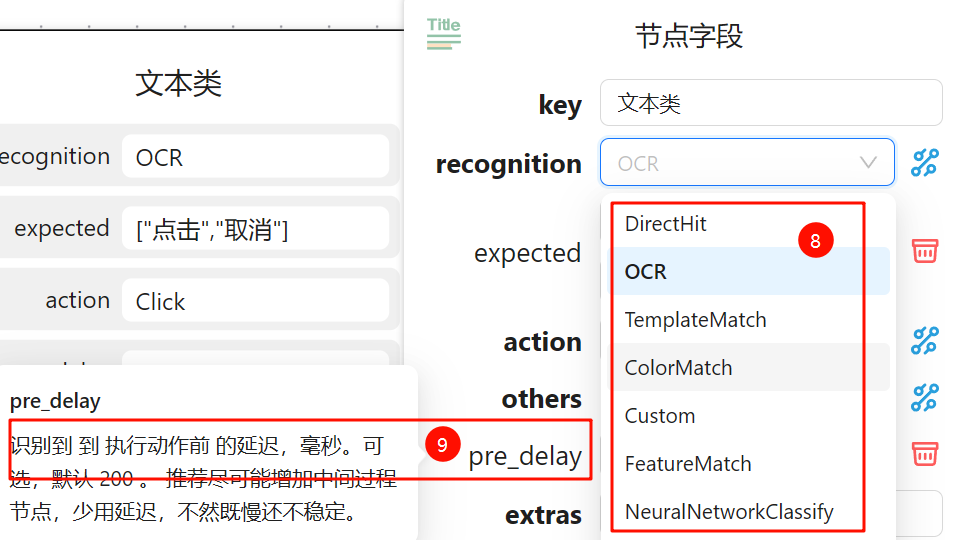 文本类
ecognition OCR
expected ["点击","取消"]
action Click
pre_delay
识别到 到 执行动作前 的延迟，毫秒。可
选，默认 200 。 推荐尽可能增加中间过程
节点，少用延迟，不然既慢还不稳定。
9
Title
节点字段
key 文本类
recognition OCR
expected
action
others
pre_delay
extras
DirectHit
8
OCR
TemplateMatch
ColorMatch
Custom
FeatureMatch
NeuralNetworkClassify